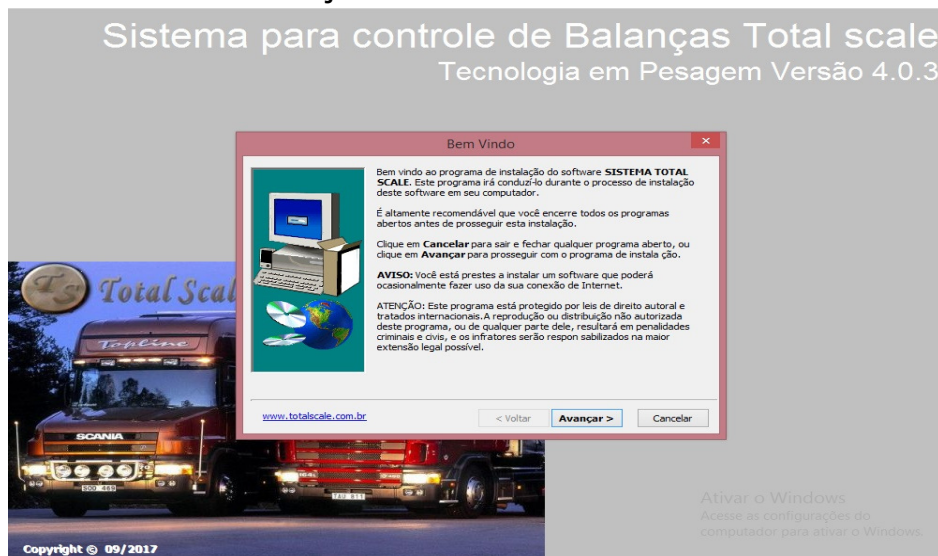 Sistema para controle de Balanças Total scale
Tecnologia em Pesagem Versão 4.0.3
Bem Vindo
Bem vindo ao programa de instalação do software SISTEMA TOTAL
SCALE. Este programa irá conduzí-lo durante o processo de instalação
deste software em seu computador.
É altamente recomendável que você encerre todos os programas
abertos antes de prosseguir esta instalação.
Clique em Cancelar para sair e fechar qualquer programa aberto, ou
clique em Avançar para prosseguir com o programa de instala ção.
AVISO: Você está prestes a instalar um software que poderá
ocasionalmente fazer uso da sua conexão de Internet.
ATENÇÃO: Este programa está protegido por leis de direito autoral e
tratados internacionais.A reprodução ou distribuição não autorizada
deste programa, ou de qualquer parte dele, resultará em penalidades
criminais e civis, e os infratores serão respon sabilizados na maior
extensão legal possível.
www.totalscale.com.br
< Voltar
Avançar >
Cancelar
Ts Total Scal
Topline
SCANIA
Ativar o Windows
Acesse as configurações do
computador para ativar o Windows.
Copyright © 09/2017